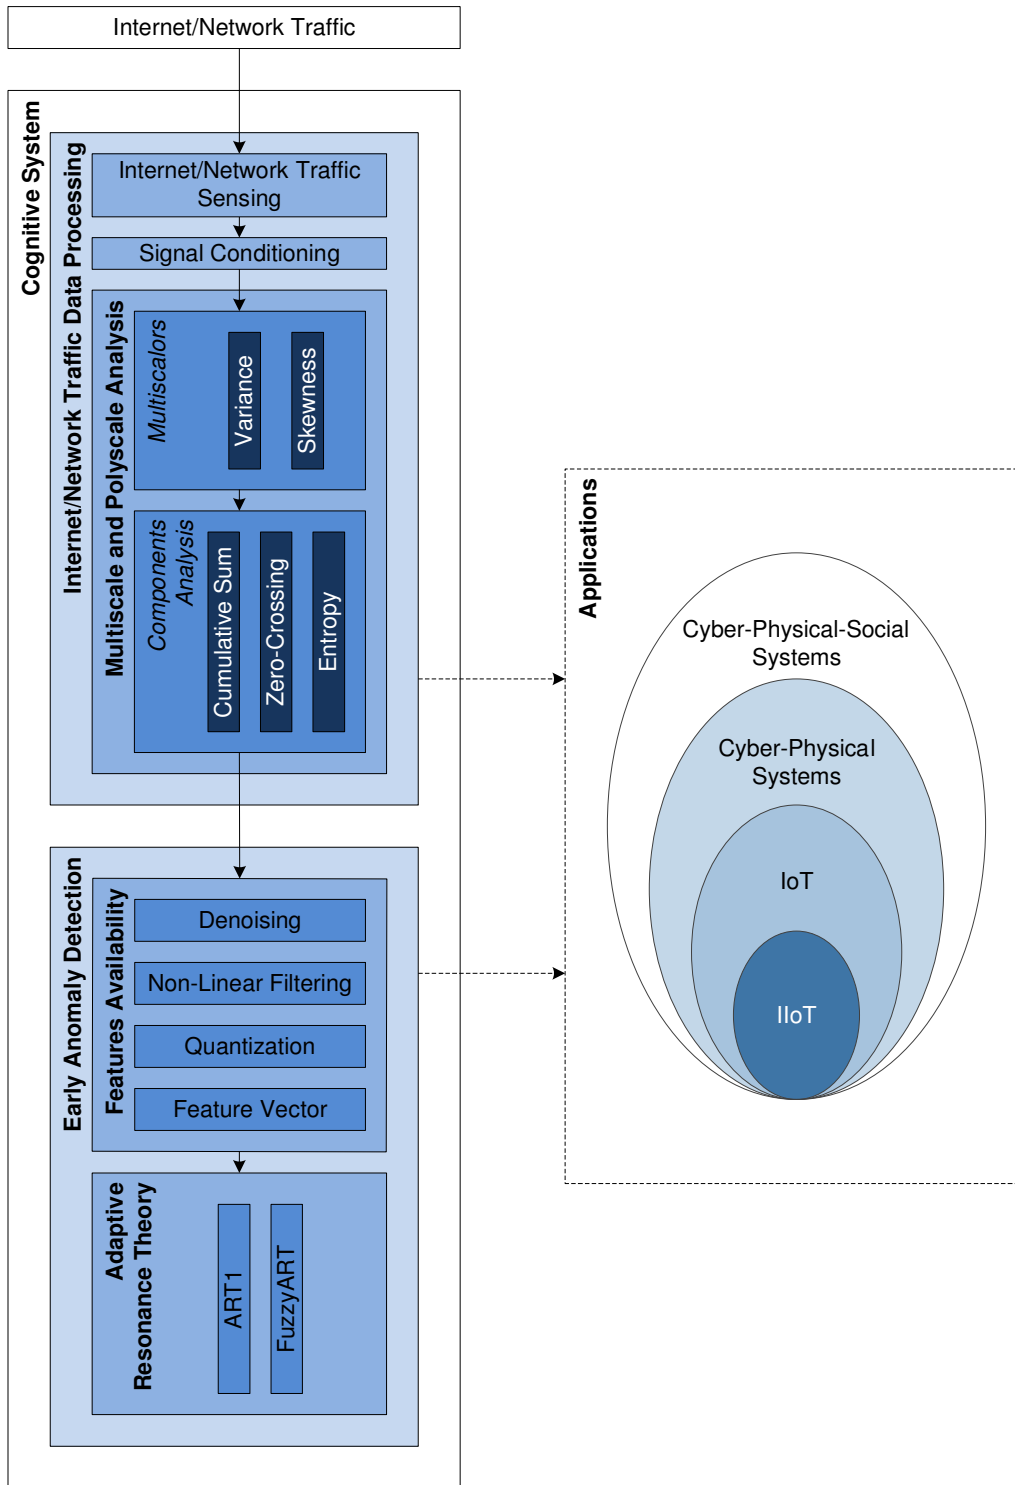 Internet/Network Traffic
Cognitive System
Internet/Network Traffic Data Processing
Internet/Network Traffic
Sensing
Signal Conditioning
Multiscale and Polyscale Analysis
Multiscalors
Variance
Skewness
Components
Analysis
Cumulative Sum
Zero-Crossing
Entropy
Early Anomaly Detection
Features Availability
Denoising
Non-Linear Filtering
Quantization
Feature Vector
Adaptive
Resonance Theory
ART1
FuzzyART
Applications
Cyber-Physical-Social
Systems
Cyber-Physical
Systems
IoT
IIoT